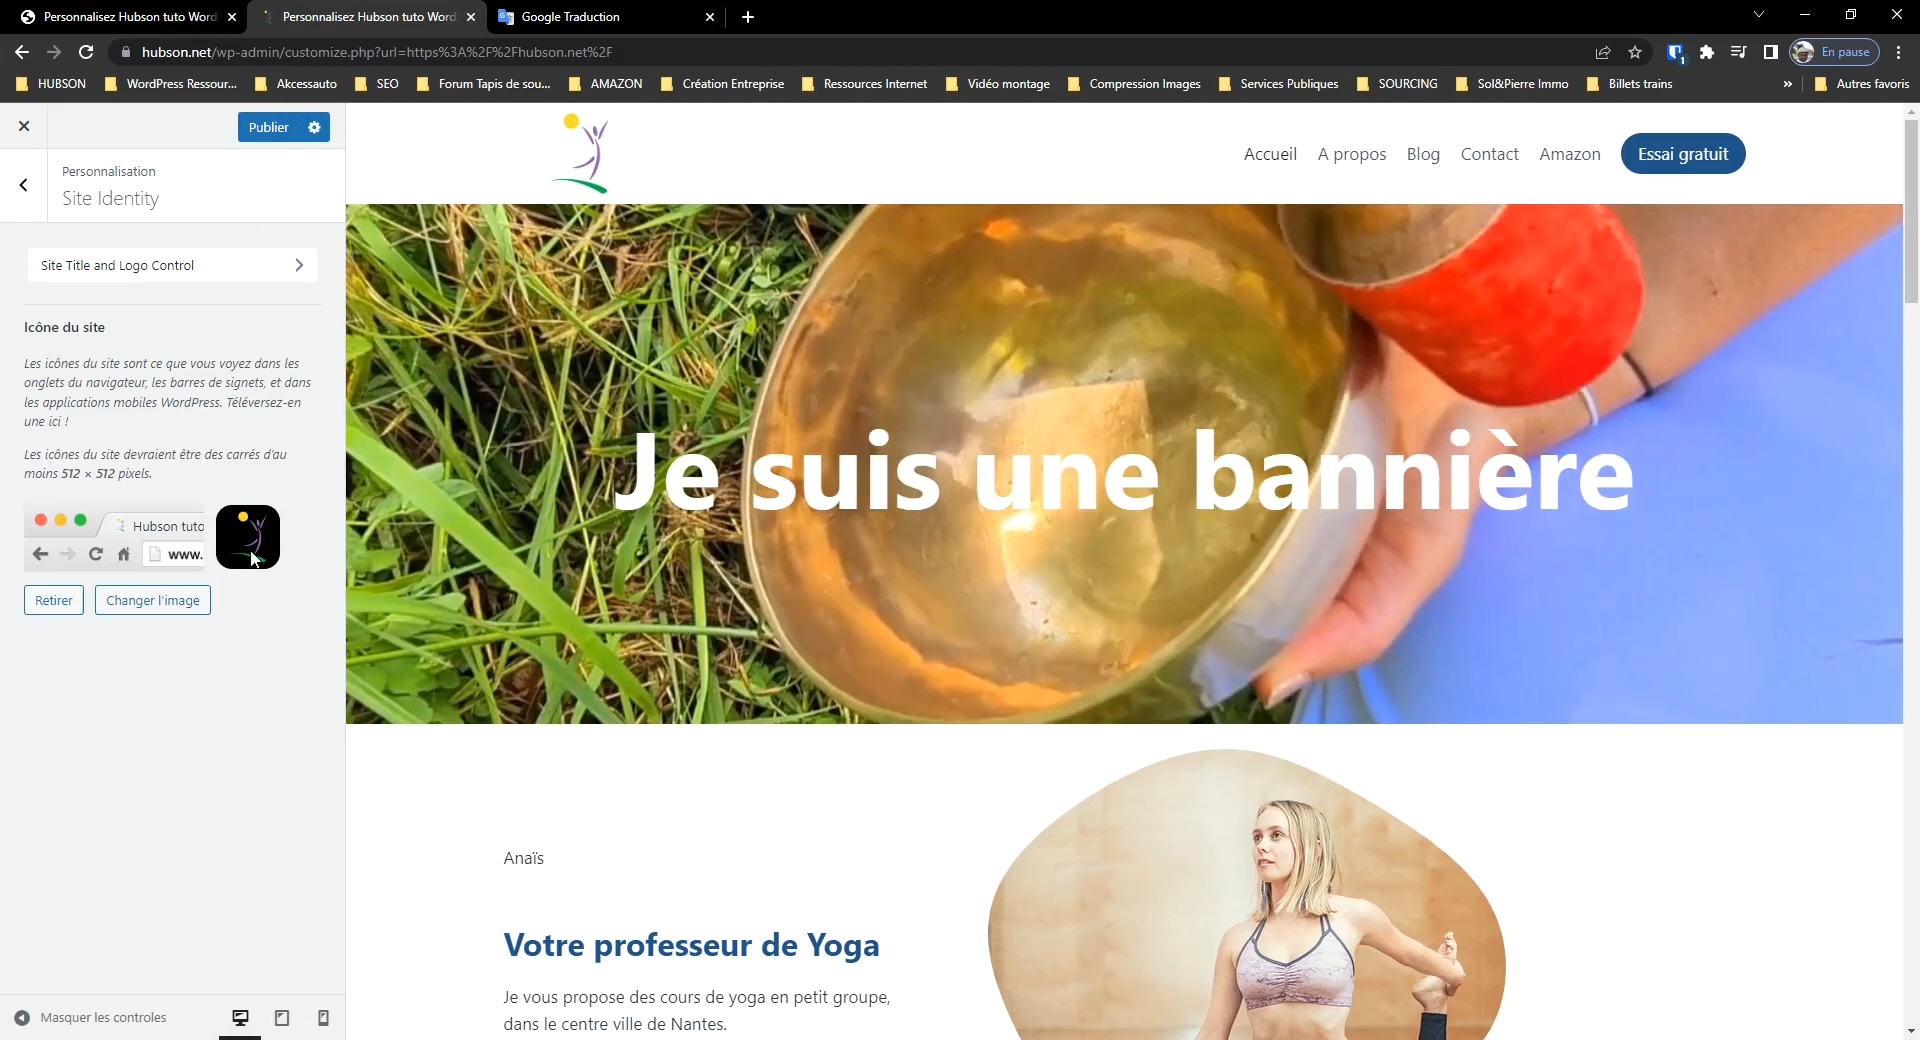 Personnalisez Hubson tuto Word
Personnalisez Hubson tuto Word
Google Traduction
hubson.net/wp-admin/customize.php?url=https%3A%2F%2Fhubson.net%2F
1
En pause
HUBSON
WordPress Ressour...
Akcessauto
SEO
Forum Tapis de sou...
AMAZON
Création Entreprise
Ressources Internet
Vidéo montage
Compression Images
Services Publiques
SOURCING
Sol&Pierre Immo
Billets trains
»
Autres favoris
Publier
Personnalisation
Site Identity
Site Title and Logo Control
Icône du site
Les icônes du site sont ce que vous voyez dans les
onglets du navigateur, les barres de signets, et dans
les applications mobiles WordPress. Téléversez-en
une ici !
Les icônes du site devraient être des carrés d'au
moins 512 × 512 pixels.
Hubson tuto
www.
Retirer
Changer l'image
Masquer les controles
Accueil
A propos
Blog
Contact
Amazon
Essai gratuit
Je suis une bannière
Anaïs
Votre professeur de Yoga
Je vous propose des cours de yoga en petit groupe,
dans le centre ville de Nantes.